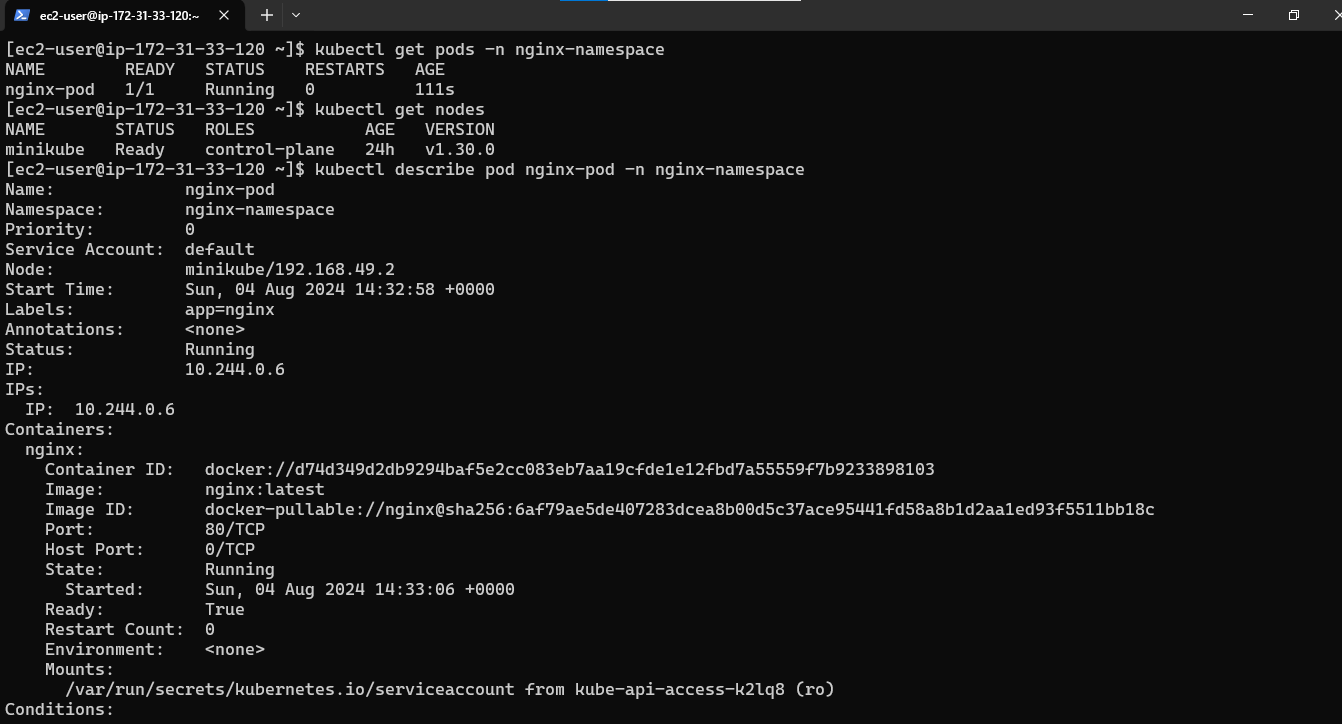 ec2-user@ip-172-31-33-120:~
[ec2-user@ip-172-31-33-120 ~]$ kubectl get pods -n nginx-namespace
NAME        READY   STATUS    RESTARTS   AGE
nginx-pod   1/1     Running   0          111s
[ec2-user@ip-172-31-33-120 ~]$ kubectl get nodes
NAME       STATUS   ROLES           AGE   VERSION
minikube   Ready    control-plane   24h   v1.30.0
[ec2-user@ip-172-31-33-120 ~]$ kubectl describe pod nginx-pod -n nginx-namespace
Name:             nginx-pod
Namespace:        nginx-namespace
Priority:         0
Service Account:  default
Node:             minikube/192.168.49.2
Start Time:       Sun, 04 Aug 2024 14:32:58 +0000
Labels:           app=nginx
Annotations:      <none>
Status:           Running
IP:               10.244.0.6
IPs:
  IP:  10.244.0.6
Containers:
  nginx:
    Container ID:   docker://d74d349d2db9294baf5e2cc083eb7aa19cfde1e12fbd7a55559f7b9233898103
    Image:          nginx:latest
    Image ID:       docker-pullable://nginx@sha256:6af79ae5de407283dcea8b00d5c37ace95441fd58a8b1d2aa1ed93f5511bb18c
    Port:           80/TCP
    Host Port:      0/TCP
    State:          Running
      Started:      Sun, 04 Aug 2024 14:33:06 +0000
    Ready:          True
    Restart Count:  0
    Environment:    <none>
    Mounts:
      /var/run/secrets/kubernetes.io/serviceaccount from kube-api-access-k2lq8 (ro)
Conditions: